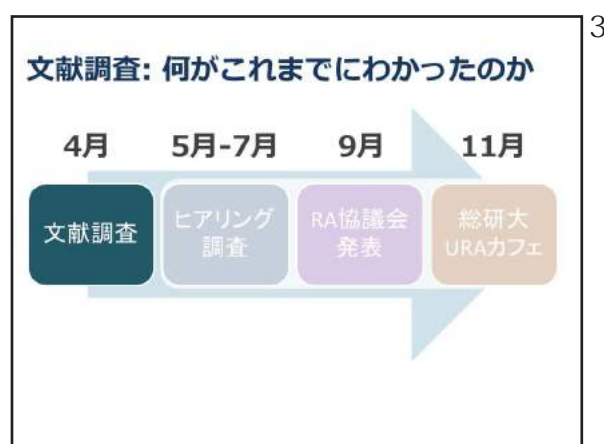 3
文献調査: 何がこれまでにわかったのか
4月
5月-7月
9月
11月
文献調査
ヒアリング
調査
RA協議会
発表
総研大
URAカフェ